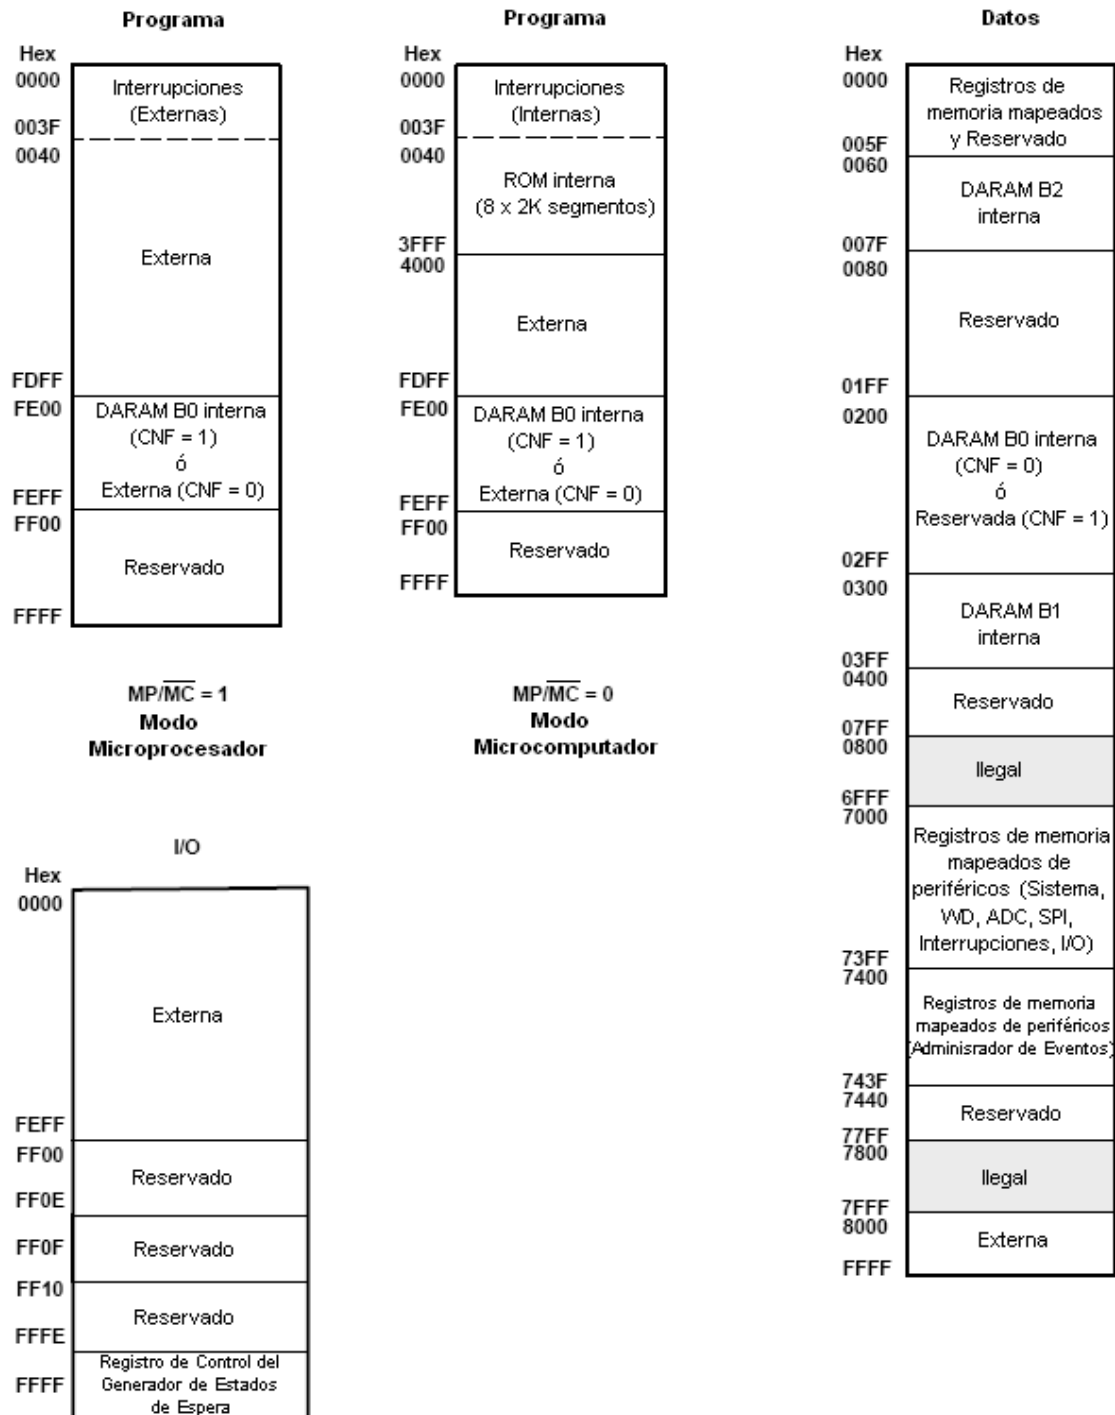 Programa
Hex
0000
Interrupciones
(Externas)
003F
0040
Externa
FDFF
FE00
DARAM B0 interna
(CNF = 1)
ó
Externa (CNF = 0)
FEFF
FF00
Reservado
FFFF
MP/MC = 1
Modo
Microprocesador
Programa
Hex
0000
Interrupciones
(Internas)
003F
0040
ROM interna
(8 x 2K segmentos)
3FFF
4000
Externa
FDFF
FE00
DARAM B0 interna
(CNF = 1)
ó
Externa (CNF = 0)
FEFF
FF00
Reservado
FFFF
MP/MC = 0
Modo
Microcomputador
Datos
Hex
0000
Registros de
memoria mapeados
y Reservado
005F
0060
DARAM B2
interna
007F
0080
Reservado
01FF
0200
DARAM B0 interna
(CNF = 0)
ó
Reservada (CNF = 1)
02FF
0300
DARAM B1
interna
03FF
0400
Reservado
07FF
0800
Ilegal
6FFF
7000
Registros de memoria
mapeados de
periféricos (Sistema,
WD, ADC, SPI,
Interrupciones, I/O)
73FF
7400
Registros de memoria
mapeados de periféricos
(Adminisrador de Eventos)
743F
7440
Reservado
77FF
7800
Ilegal
7FFF
8000
Externa
FFFF
I/O
Hex
0000
Externa
FEFF
FF00
Reservado
FF0E
FF0F
Reservado
FF10
Reservado
FFFE
FFFF
Registro de Control del
Generador de Estados
de Espera